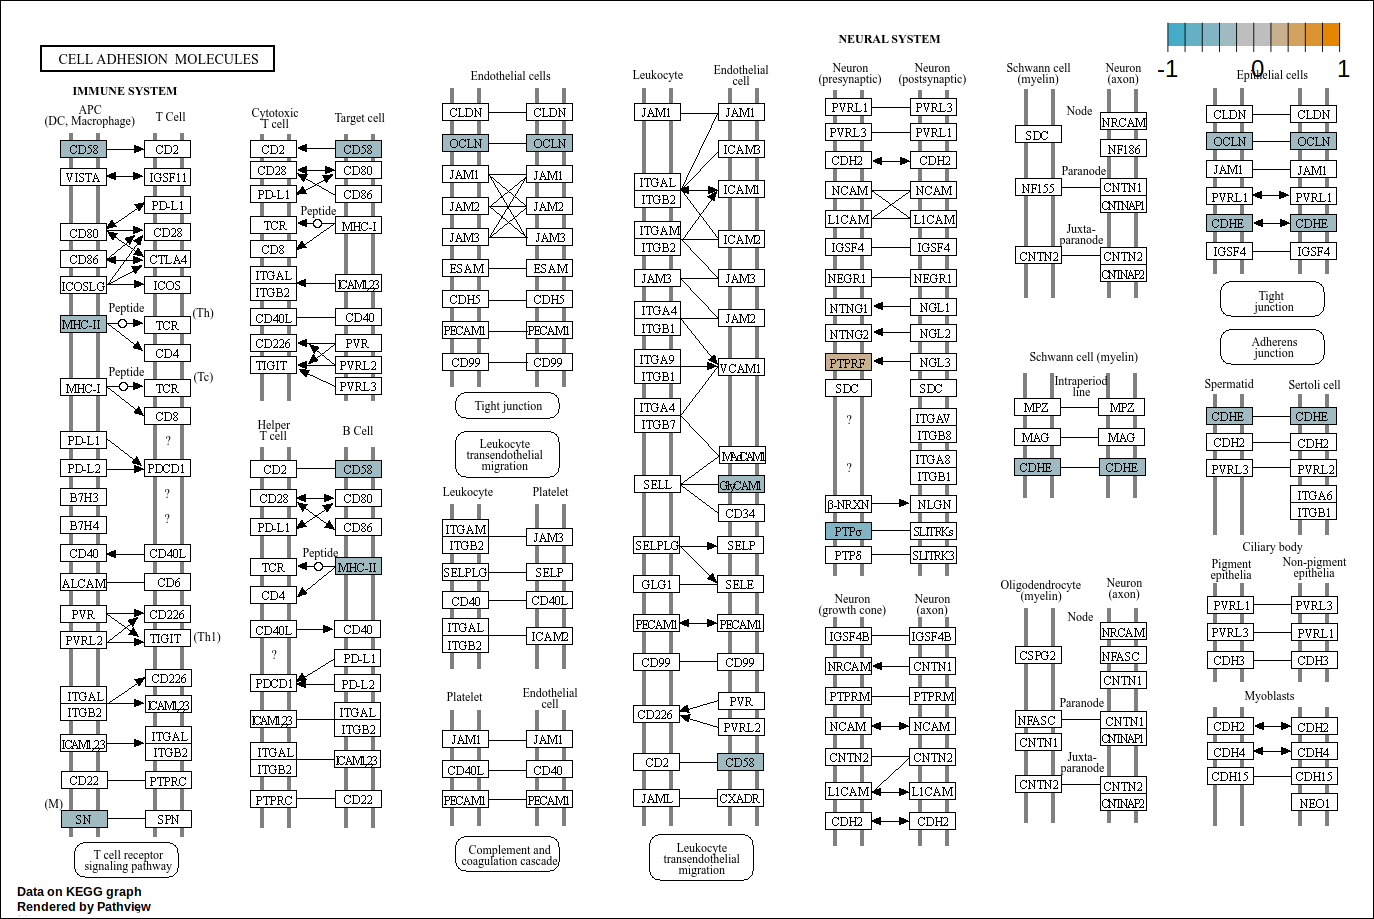 CELL ADHESION MOLECULES
-1
0
1
IMMUNE SYSTEM
APC
(DC, Macrophage)
T Cell
CD58
CD2
VISTA
IGSF11
PD-L1
CD80
CD28
CD86
CTLA4
ICOSLG
ICOS
Peptide
(Th)
MHC-II
TCR
CD4
Peptide
(Tc)
MHC-I
TCR
CD8
PD-L1
?
PD-L2
PDCD1
B7H3
?
B7H4
?
CD40
CD40L
ALCAM
CD6
PVR
CD226
PVRL2
TIGIT
(Th1)
CD226
ITGAL
ITGB2
ICAM1,2,3
ICAM1,2,3
ITGAL
ITGB2
CD22
PTPRC
(M)
SN
SPN
T cell receptor
signaling pathway
Cytotoxic
T cell
Target cell
CD2
CD58
CD28
CD80
PD-L1
CD86
Peptide
TCR
MHC-I
CD8
ITGAL
ITGB2
ICAM1,2,3
CD40L
CD40
CD226
PVR
TIGIT
PVRL2
PVRL3
Helper
T cell
B Cell
CD2
CD58
CD28
CD80
PD-L1
CD86
Peptide
TCR
MHC-II
CD4
CD40L
CD40
?
PD-L1
PDCD1
PD-L2
ICAM1,2,3
ITGAL
ITGB2
ITGAL
ITGB2
ICAM1,2,3
PTPRC
CD22
Endothelial cells
CLDN
CLDN
OCLN
OCLN
JAM1
JAM1
JAM2
JAM2
JAM3
JAM3
ESAM
ESAM
CDH5
CDH5
PECAM1
PECAM1
CD99
CD99
Tight junction
Leukocyte
transendothelial
migration
Leukocyte
Platelet
ITGAM
ITGB2
JAM3
SELPLG
SELP
CD40
CD40L
ITGAL
ITGB2
ICAM2
Platelet
Endothelial
cell
JAM1
JAM1
CD40L
CD40
PECAM1
PECAM1
Complement and
coagulation cascade
Leukocyte
Endothelial
cell
JAM1
JAM1
ICAM3
ITGAL
ITGB2
ICAM1
ITGAM
ITGB2
ICAM2
JAM3
JAM3
ITGA4
ITGB1
JAM2
ITGA9
ITGB1
VCAM1
ITGA4
ITGB7
MAdCAM1
SELL
GlyCAM1
CD34
SELPLG
SELP
GLG1
SELE
PECAM1
PECAM1
CD99
CD99
PVR
CD226
PVRL2
CD2
CD58
JAML
CXADR
Leukocyte
transendothelial
migration
NEURAL SYSTEM
Neuron
(presynaptic)
Neuron
(postsynaptic)
PVRL1
PVRL3
PVRL3
PVRL1
CDH2
CDH2
NCAM
NCAM
L1CAM
L1CAM
IGSF4
IGSF4
NEGR1
NEGR1
NTNG1
NGL1
NTNG2
NGL2
PTPRF
NGL3
SDC
SDC
?
ITGAV
ITGB8
?
ITGA8
ITGB1
β-NRXN
NLGN
PTPσ
SLITRKs
PTPδ
SLITRK3
Neuron
(growth cone)
Neuron
(axon)
IGSF4B
IGSF4B
NRCAM
CNTN1
PTPRM
PTPRM
NCAM
NCAM
CNTN2
CNTN2
L1CAM
L1CAM
CDH2
CDH2
Schwann cell
(myelin)
Neuron
(axon)
Node
NRCAM
SDC
NF186
Paranode
NF155
CNTN1
CNTNAP1
Juxta-
paranode
CNTN2
CNTN2
CNTNAP2
Schwann cell (myelin)
Intraperiod
line
MPZ
MPZ
MAG
MAG
CDHE
CDHE
Oligodendrocyte
(myelin)
Neuron
(axon)
Node
NRCAM
CSPG2
NFASC
CNTN1
Paranode
NFASC
CNTN1
CNTN1
CNTNAP1
Juxta-
paranode
CNTN2
CNTN2
CNTNAP2
Epithelial cells
CLDN
CLDN
OCLN
OCLN
JAM1
JAM1
PVRL1
PVRL1
CDHE
CDHE
IGSF4
IGSF4
Tight
junction
Adherens
junction
Spermatid
Sertoli cell
CDHE
CDHE
CDH2
CDH2
PVRL3
PVRL2
ITGA6
ITGB1
Ciliary body
Pigment
epithelia
Non-pigment
epithelia
PVRL1
PVRL3
PVRL3
PVRL1
CDH3
CDH3
Myoblasts
CDH2
CDH2
CDH4
CDH4
CDH15
CDH15
NEO1
Data on KEGG graph
Rendered by Pathview